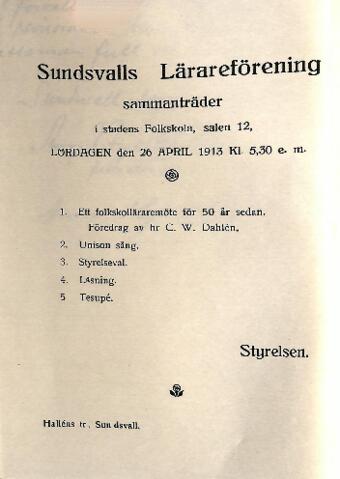 Sundsvalls Lärareförening
sammanträder
i stadens Folkskola, salen 12,
LÖRDAGEN den 26 APRIL 1913 Kl. 5,30 e. m.
1. Ett folkskolläraremöte för 50 år sedan.
Föredrag av hr C. W. Dahlén.
2. Unison sång.
3. Styrelseval.
4. Läsning.
5 Tesupé.
Styrelsen.
Halléns tr. Sundsvall.